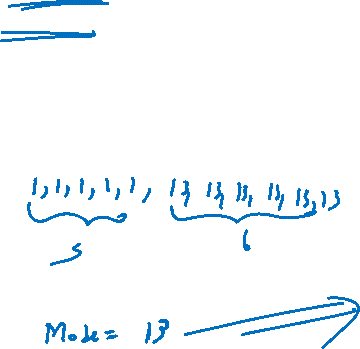 1, 1, 1, 1, 1, 13, 13, 13, 13, 13, 13
5 6
Mode = 13